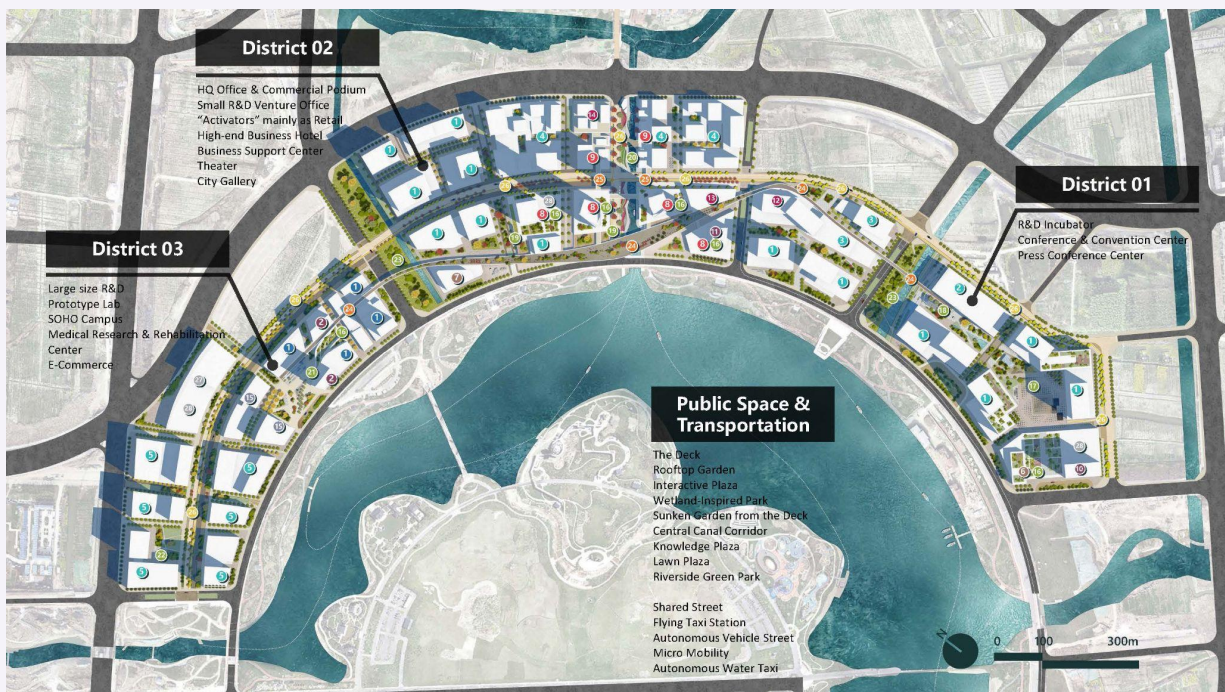 District 02
HQ Office & Commercial Podium
Small R&D Venture Office
“Activators” mainly as Retail
High-end Business Hotel
Business Support Center
Theater
City Gallery
District 01
R&D Incubator
Conference & Convention Center
Press Conference Center
District 03
Large size R&D
Prototype Lab
SOHO Campus
Medical Research & Rehabilitation
Center
E-Commerce
Public Space &
Transportation
The Deck
Rooftop Garden
Interactive Plaza
Wetland-Inspired Park
Sunken Garden from the Deck
Central Canal Corridor
Knowledge Plaza
Lawn Plaza
Riverside Green Park
Shared Street
Flying Taxi Station
Autonomous Vehicle Street
Micro Mobility
Autonomous Water Taxi
N
0 100 300m